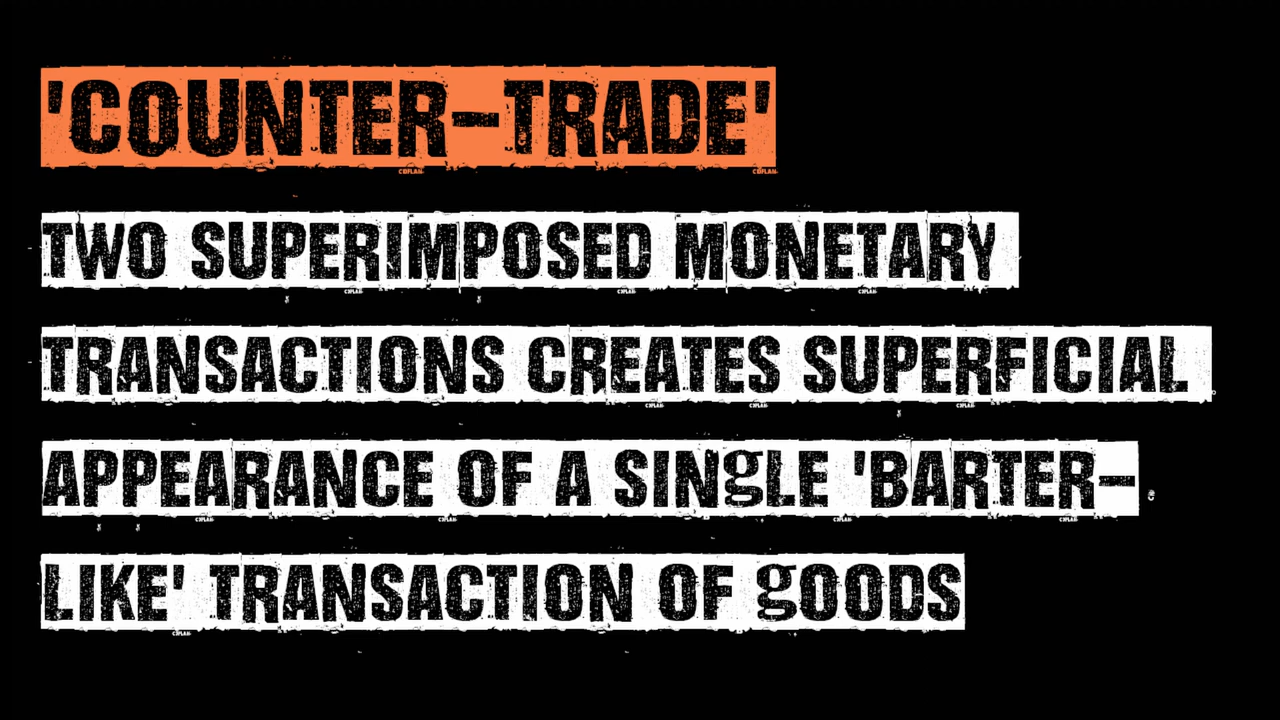 'COUNTER-TRADE'
TWO SUPERIMPOSED MONETARY
TRANSACTIONS CREATES SUPERFICIAL
APPEARANCE OF A SINgLE 'BARTER-
LIKE' TRANSACTION OF gOODS